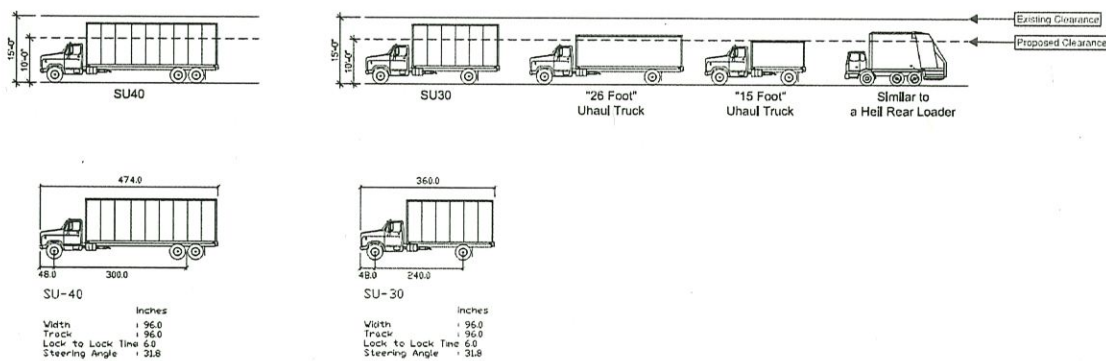 15'-0"
10'-0"
SU40
15'-0"
10'-0"
SU30
"26 Foot"
Uhaul Truck
"15 Foot"
Uhaul Truck
Similar to
a Heil Rear Loader
Existing Clearance
Proposed Clearance
474.0
48.0
300.0
SU-40
inches
Width : 96.0
Track : 96.0
Lock to Lock Time : 6.0
Steering Angle : 31.8
360.0
48.0
240.0
SU-30
inches
Width : 96.0
Track : 96.0
Lock to Lock Time : 6.0
Steering Angle : 31.8